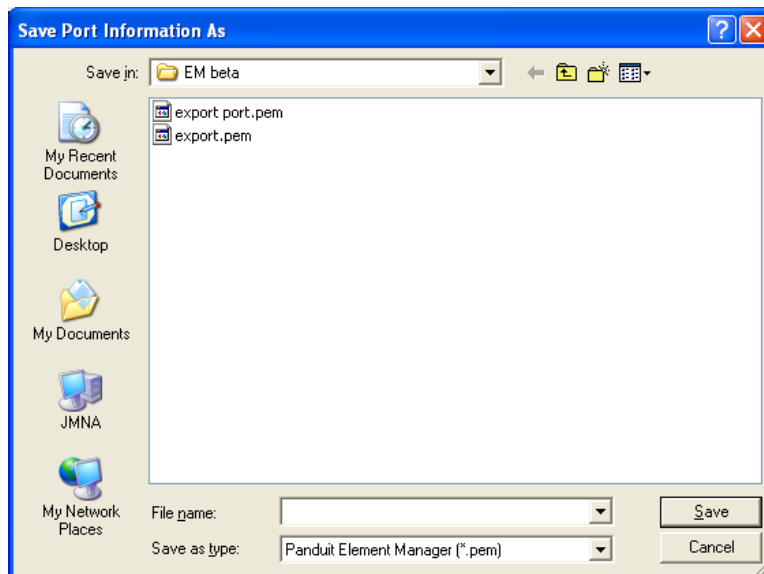 Save Port Information As
Save in: EM beta
export port.pem
export.pem
My Recent
Documents
Desktop
My Documents
JMNA
My Network
Places
File name:
Save
Save as type: Panduit Element Manager (*.pem)
Cancel